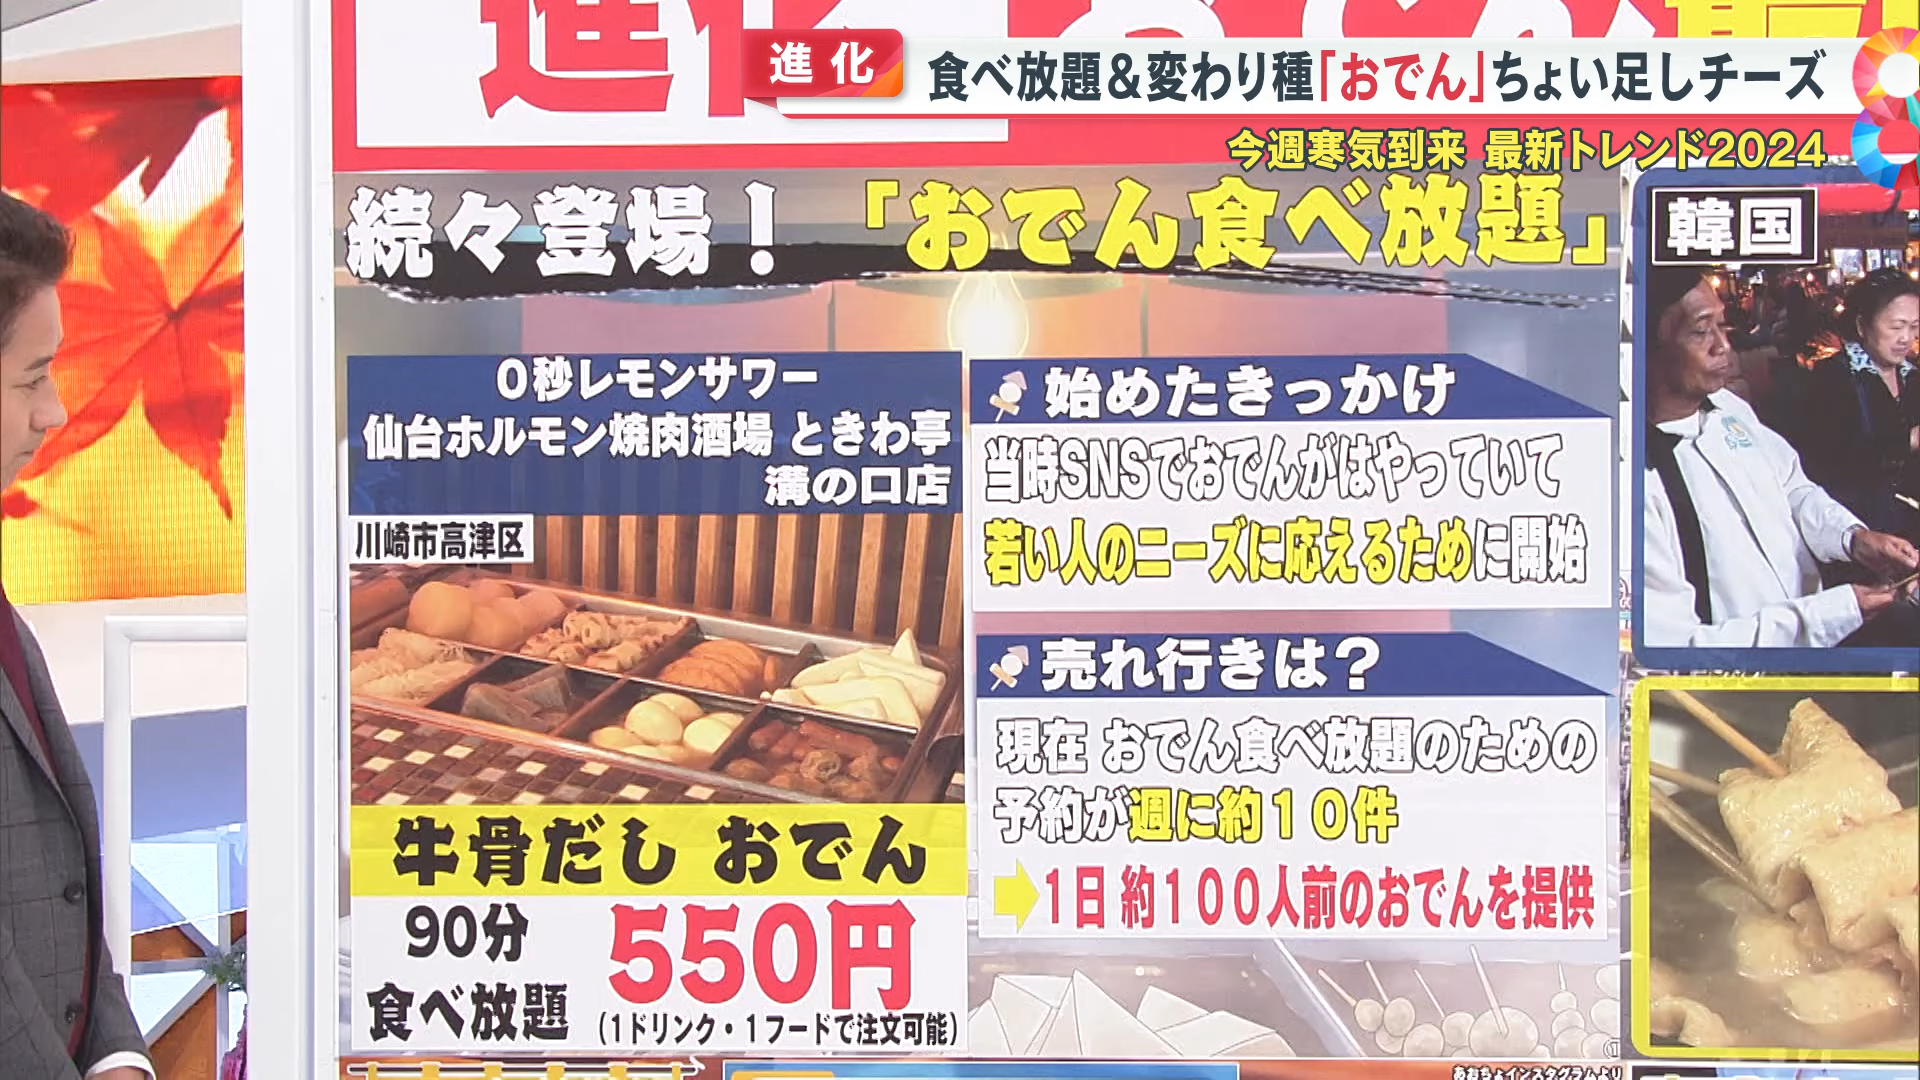 進化
食べ放題＆変わり種「おでん」ちょい足しチーズ
今週寒気到来 最新トレンド2024
進化
続々登場！「おでん食べ放題」
韓国
０秒レモンサワー
仙台ホルモン焼肉酒場 ときわ亭
溝の口店
川崎市高津区
牛骨だし おでん
90分
食べ放題
550円
（１ドリンク・１フードで注文可能）
始めたきっかけ
当時SNSでおでんがはやっていて
若い人のニーズに応えるために開始
売れ行きは？
現在 おでん食べ放題のための
予約が週に約１０件
１日 約１００人前のおでんを提供